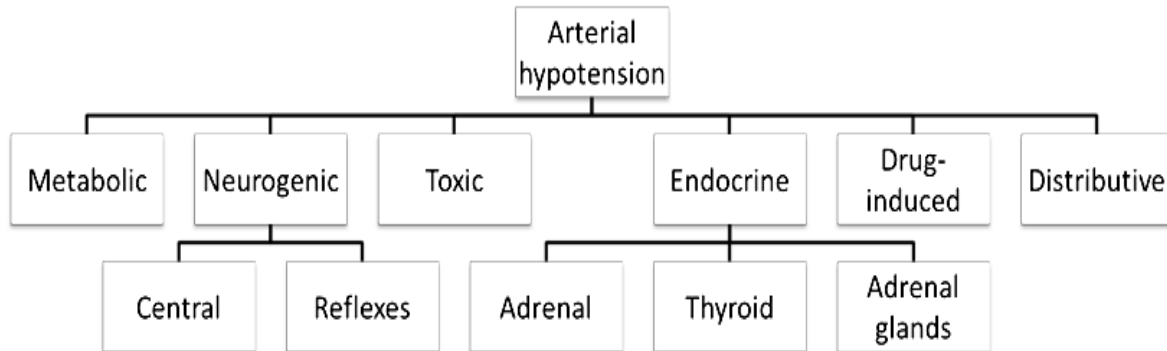 Arterial
hypotension
Metabolic
Neurogenic
Toxic
Endocrine
Drug-
induced
Distributive
Central
Reflexes
Adrenal
Thyroid
Adrenal
glands